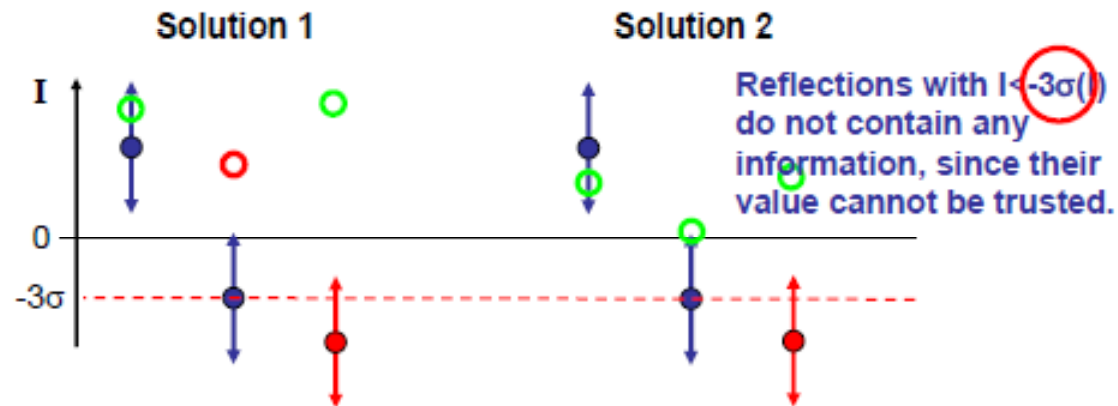 Solution 1
Solution 2
I
Reflections with I<-3σ(I)
do not contain any
information, since their
value cannot be trusted.
0
-3σ